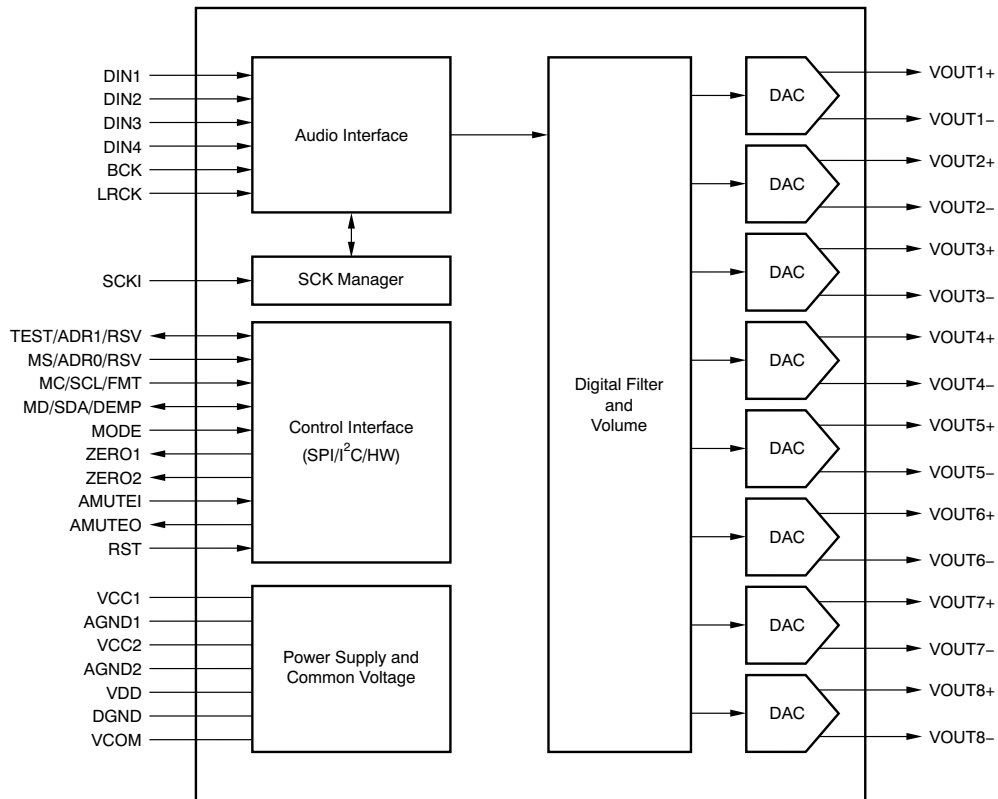 DIN1
DIN2
DIN3
DIN4
BCK
LRCK
Audio Interface
SCKI
SCK Manager
TEST/ADR1/RSV
MS/ADR0/RSV
MC/SCL/FMT
MD/SDA/DEMP
MODE
ZERO1
ZERO2
AMUTEI
AMUTEO
RST
Control Interface
(SPI/I²C/HW)
VCC1
AGND1
VCC2
AGND2
VDD
DGND
VCOM
Power Supply and
Common Voltage
Digital Filter
and
Volume
DAC
VOUT1+
VOUT1−
DAC
VOUT2+
VOUT2−
DAC
VOUT3+
VOUT3−
DAC
VOUT4+
VOUT4−
DAC
VOUT5+
VOUT5−
DAC
VOUT6+
VOUT6−
DAC
VOUT7+
VOUT7−
DAC
VOUT8+
VOUT8−